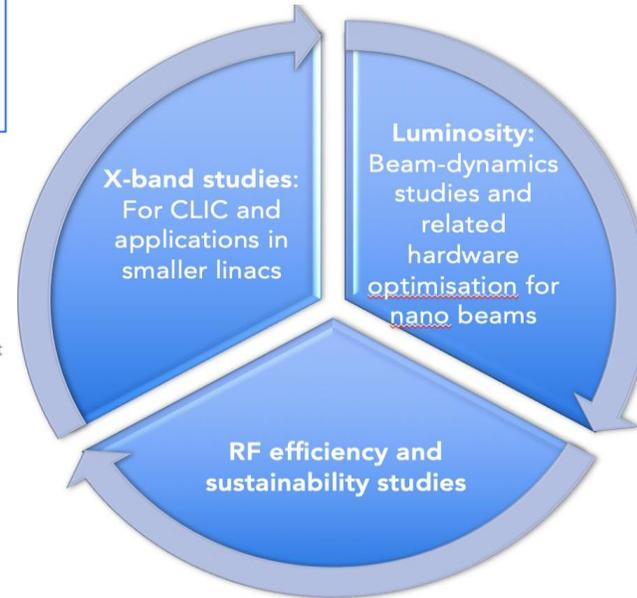 X-band studies:
For CLIC and
applications in
smaller linacs
Luminosity:
Beam-dynamics
studies and
related
hardware
optimisation for
nano beams
RF efficiency and
sustainability studies